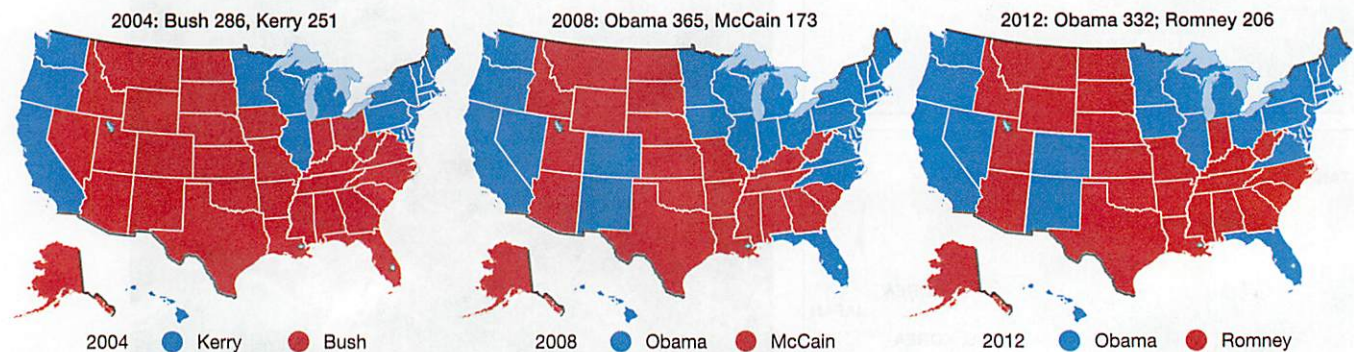 2004: Bush 286, Kerry 251
2008: Obama 365, McCain 173
2012: Obama 332; Romney 206
2004 Kerry Bush
2008 Obama McCain
2012 Obama Romney